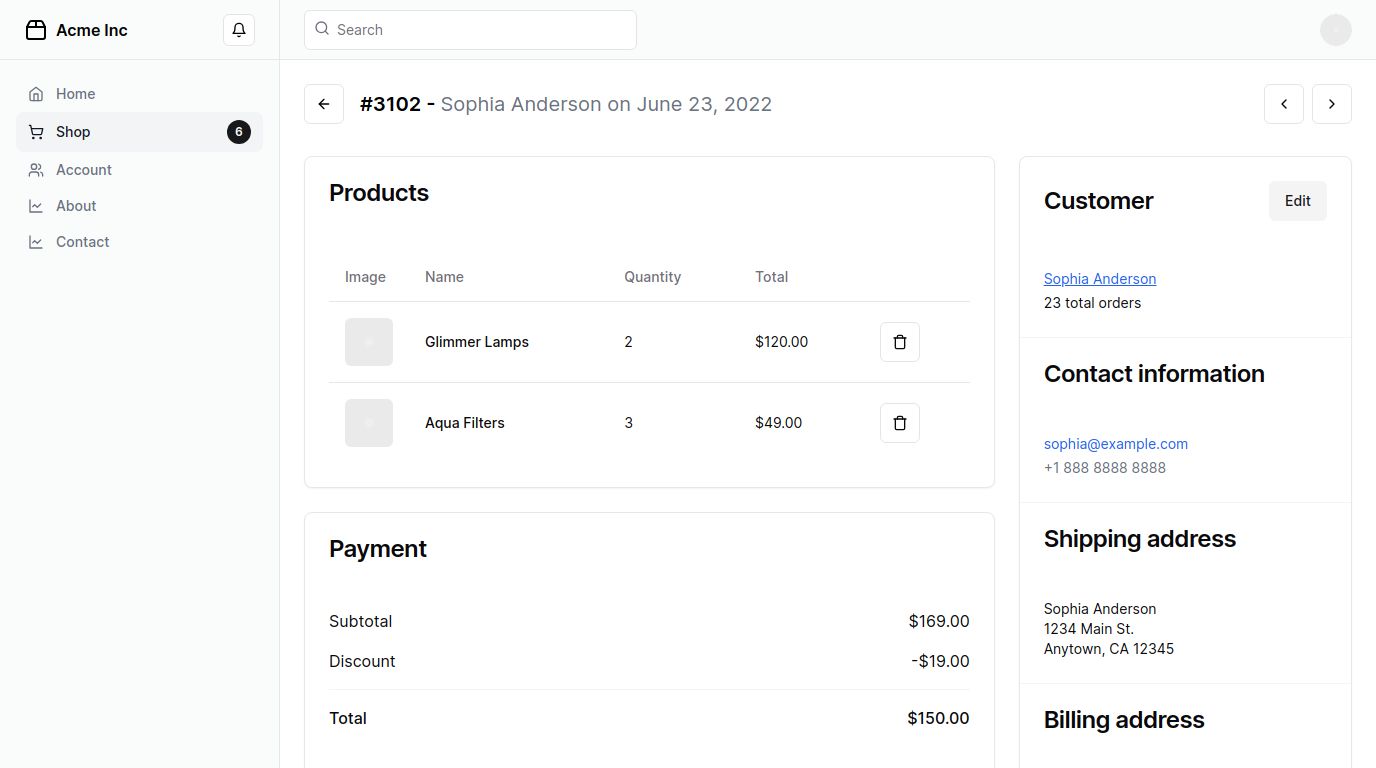 Acme Inc
Search
Home
Shop 6
Account
About
Contact
#3102 - Sophia Anderson on June 23, 2022
Products
Image Name Quantity Total
Glimmer Lamps 2 $120.00
Aqua Filters 3 $49.00
Payment
Subtotal $169.00
Discount -$19.00
Total $150.00
Customer Edit
Sophia Anderson
23 total orders
Contact information
sophia@example.com
+1 888 8888 8888
Shipping address
Sophia Anderson
1234 Main St.
Anytown, CA 12345
Billing address